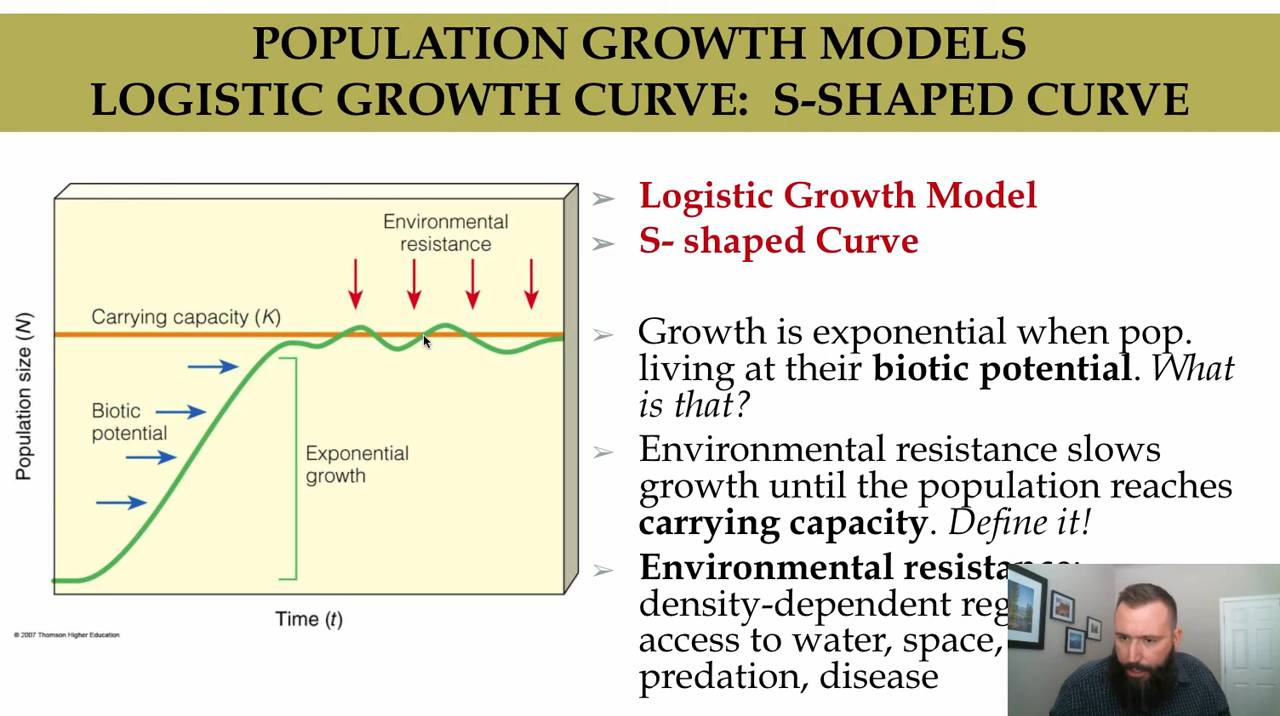 POPULATION GROWTH MODELS
LOGISTIC GROWTH CURVE: S-SHAPED CURVE
Environmental
resistance
Carrying capacity (K)
Biotic
potential
Exponential
growth
Population size (N)
Time (t)
© 2007 Thomson Higher Education
➢ Logistic Growth Model
➢ S- shaped Curve
➢ Growth is exponential when pop.
living at their biotic potential. What
is that?
➢ Environmental resistance slows
growth until the population reaches
carrying capacity. Define it!
➢ Environmental
density-dependent
access to water, space,
predation, disease